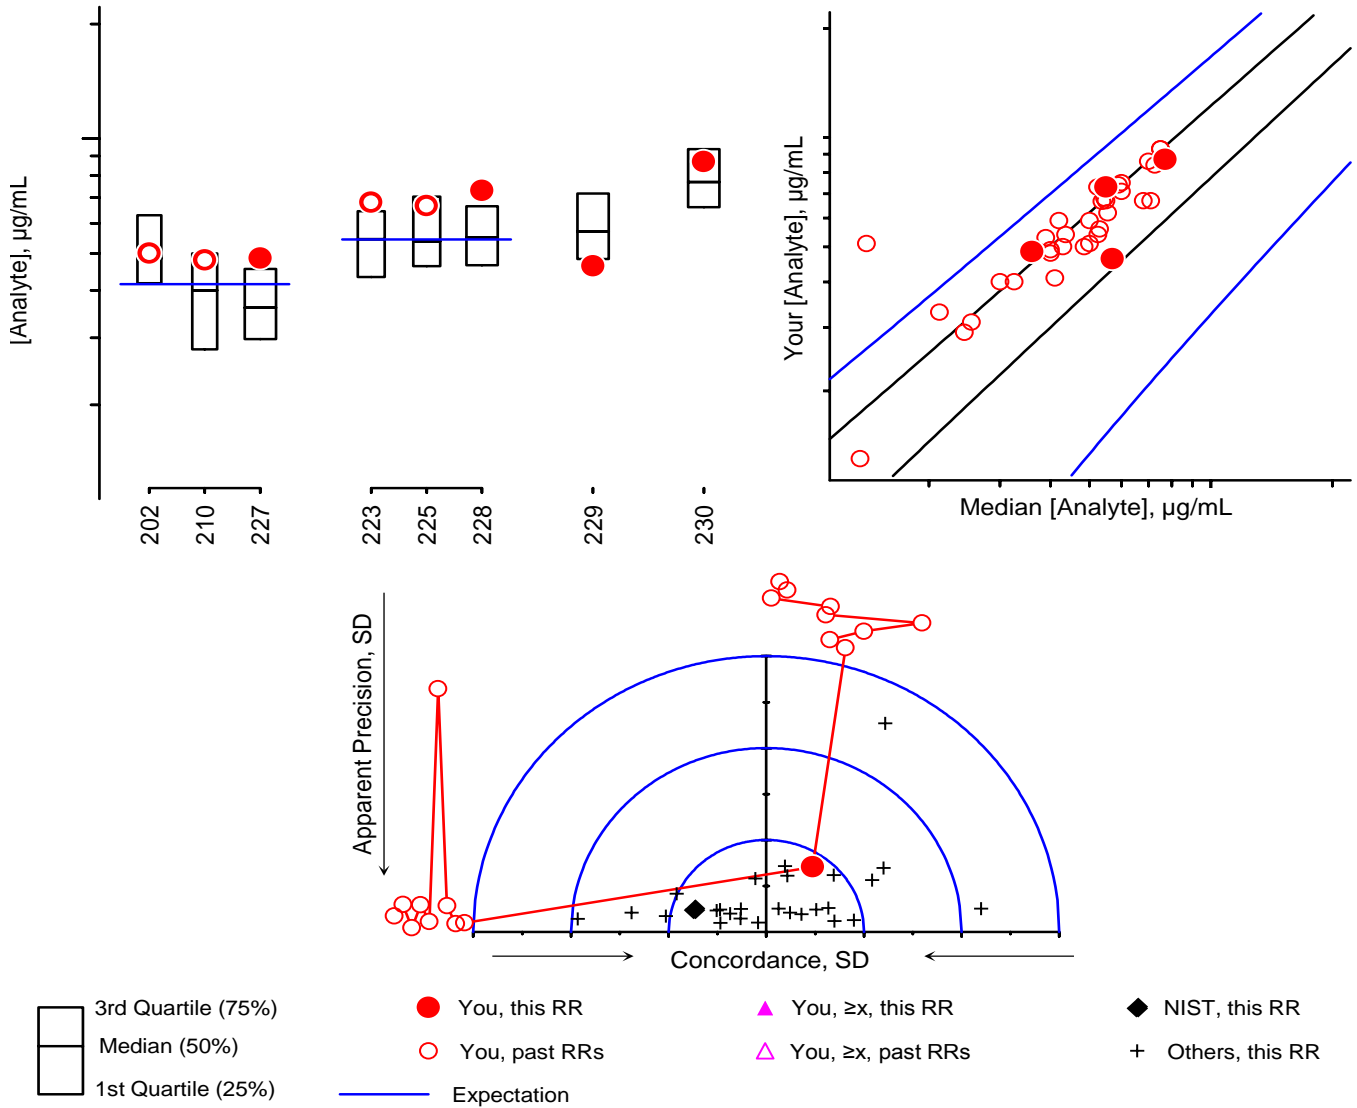 [Analyte], µg/mL
202
210
227
223
225
228
229
230
Your [Analyte], µg/mL
Median [Analyte], µg/mL
Apparent Precision, SD
Concordance, SD
3rd Quartile (75%)
Median (50%)
1st Quartile (25%)
You, this RR
You, past RRs
Expectation
You, ≥x, this RR
You, ≥x, past RRs
NIST, this RR
Others, this RR